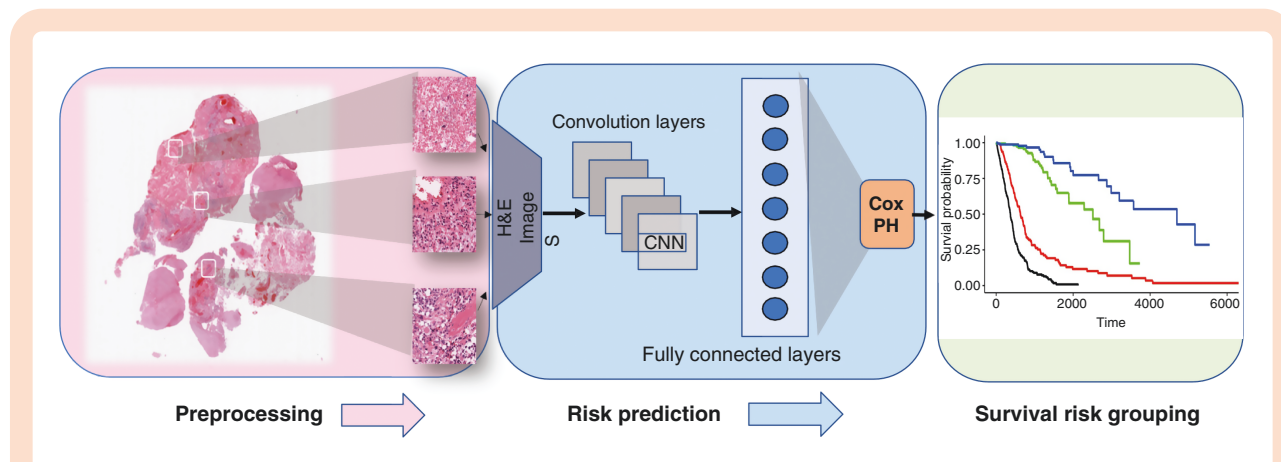 Convolution layers
H&E
Image
S
CNN
Fully connected layers
Cox
PH
Survial probability
1.00
0.75
0.50
0.25
0.00
0
2000
4000
6000
Time
Preprocessing
Risk prediction
Survival risk grouping